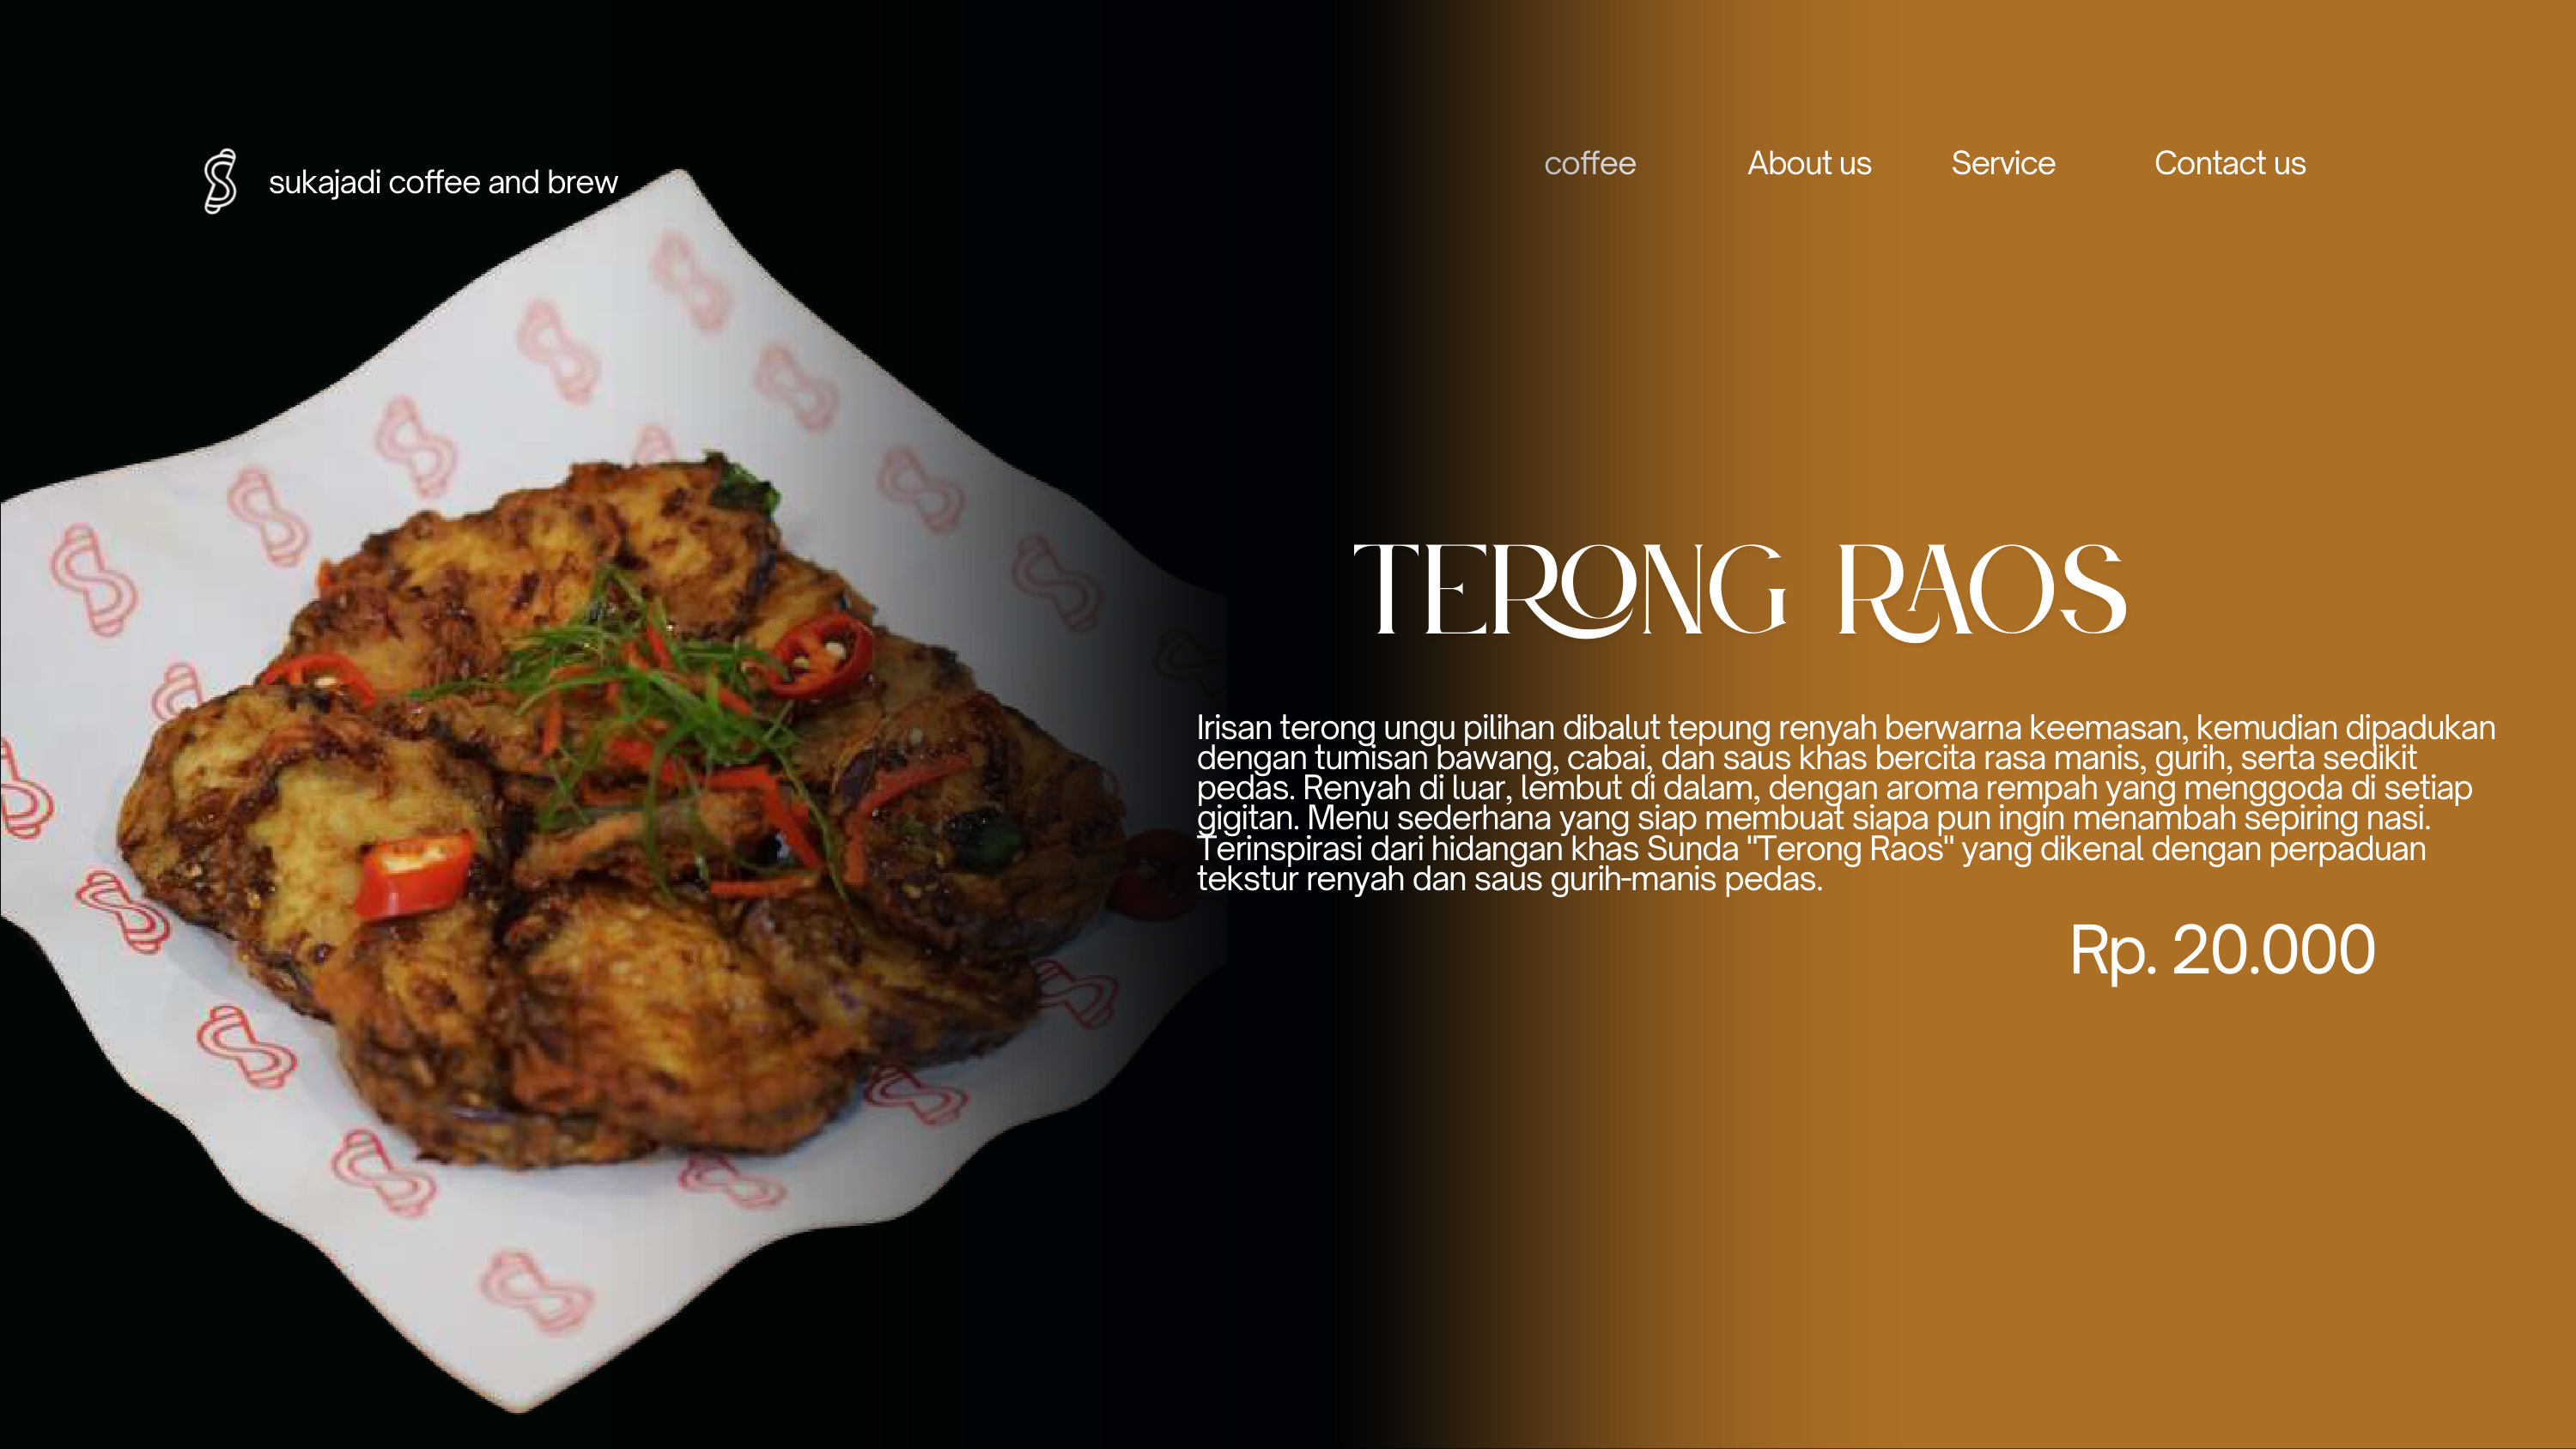 sukajadi coffee and brew
coffee About us Service Contact us
TERONG RAOS
Irisan terong ungu pilihan dibalut tepung renyah berwarna keemasan, kemudian dipadukan
dengan tumisan bawang, cabai, dan saus khas bercita rasa manis, gurih, serta sedikit
pedas. Renyah di luar, lembut di dalam, dengan aroma rempah yang menggoda di setiap
gigitan. Menu sederhana yang siap membuat siapa pun ingin menambah sepiring nasi.
Terinspirasi dari hidangan khas Sunda "Terong Raos" yang dikenal dengan perpaduan
tekstur renyah dan saus gurih-manis pedas.
Rp. 20.000